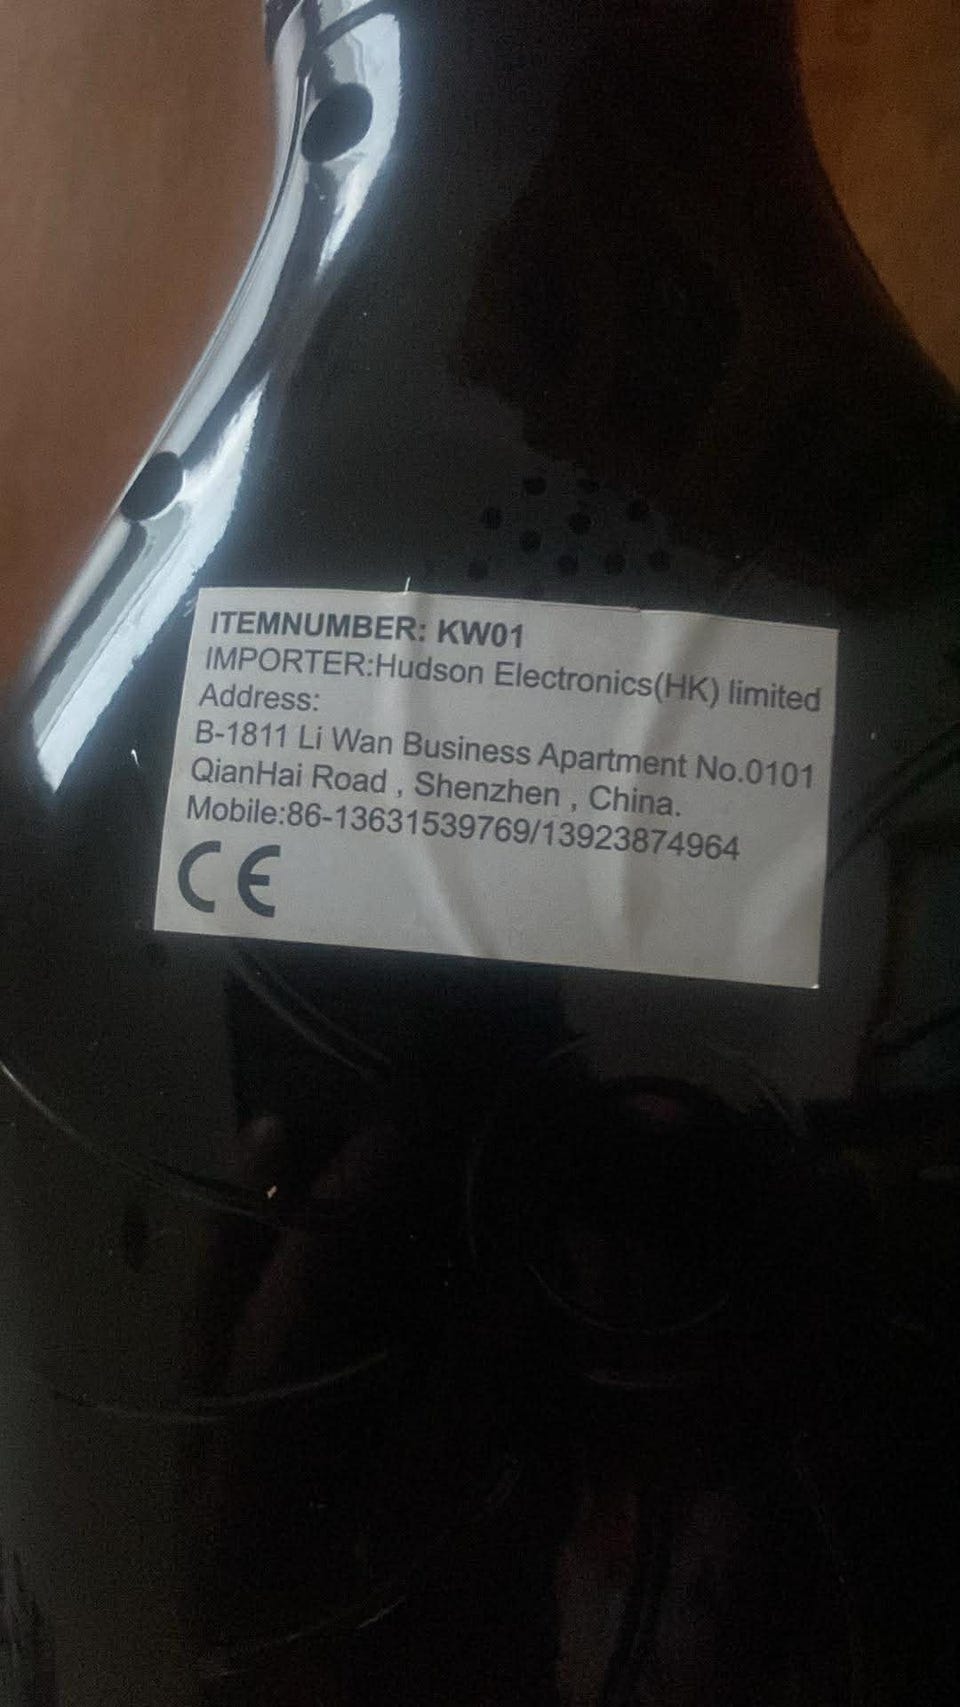 ITEMNUMBER: KW01
IMPORTER:Hudson Electronics(HK) limited
Address:
B-1811 Li Wan Business Apartment No.0101
QianHai Road , Shenzhen , China.
Mobile:86-13631539769/13923874964
CE